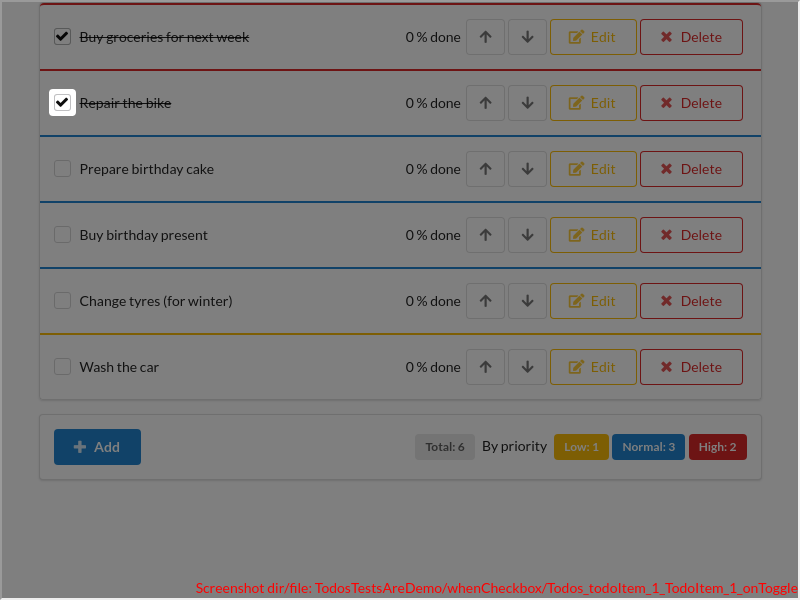 Buy groceries for next week 0 % done Edit Delete
Repair the bike 0 % done Edit Delete
Prepare birthday cake 0 % done Edit Delete
Buy birthday present 0 % done Edit Delete
Change tyres (for winter) 0 % done Edit Delete
Wash the car 0 % done Edit Delete
Add Total: 6 By priority Low: 1 Normal: 3 High: 2
Screenshot dir/file: TodosTestsAreDemo/whenCheckbox/Todos_todoItem_1_TodoItem_1_onToggle